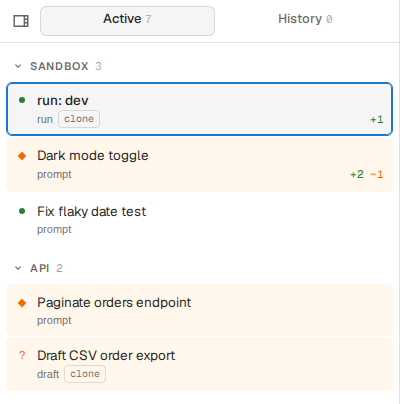 Active 7 History 0
SANDBOX 3
run: dev
run clone +1
Dark mode toggle
prompt +2 ~1
Fix flaky date test
prompt
API 2
Paginate orders endpoint
prompt
? Draft CSV order export
draft clone